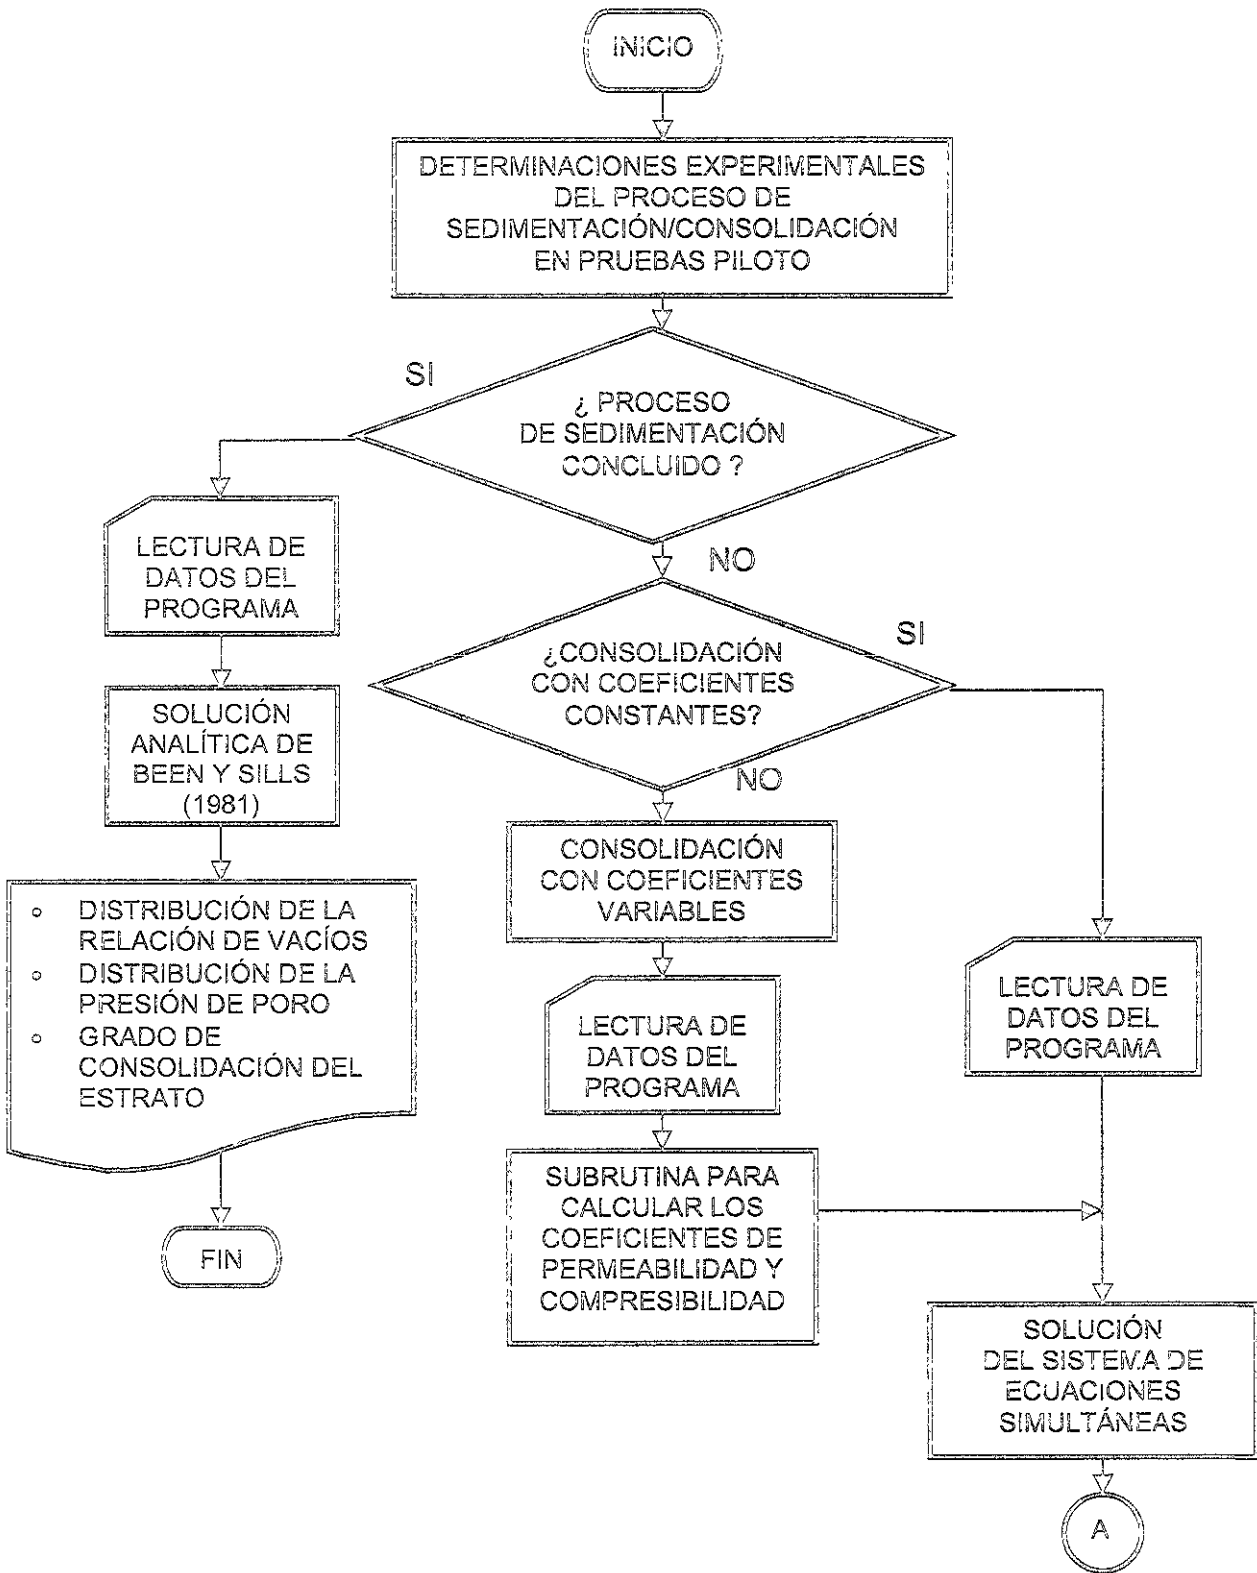 INICIO
DETERMINACIONES EXPERIMENTALES
DEL PROCESO DE
SEDIMENTACIÓN/CONSOLIDACIÓN
EN PRUEBAS PILOTO
SI
¿ PROCESO
DE SEDIMENTACIÓN
CONCLUIDO ?
NO
LECTURA DE
DATOS DEL
PROGRAMA
SOLUCIÓN
ANALÍTICA DE
BEEN Y SILLS
(1981)
° DISTRIBUCIÓN DE LA
RELACIÓN DE VACÍOS
° DISTRIBUCIÓN DE LA
PRESIÓN DE PORO
° GRADO DE
CONSOLIDACIÓN DEL
ESTRATO
FIN
¿CONSOLIDACIÓN
CON COEFICIENTES
CONSTANTES?
SI
NO
CONSOLIDACIÓN
CON COEFICIENTES
VARIABLES
LECTURA DE
DATOS DEL
PROGRAMA
SUBRUTINA PARA
CALCULAR LOS
COEFICIENTES DE
PERMEABILIDAD Y
COMPRESIBILIDAD
LECTURA DE
DATOS DEL
PROGRAMA
SOLUCIÓN
DEL SISTEMA DE
ECUACIONES
SIMULTÁNEAS
A